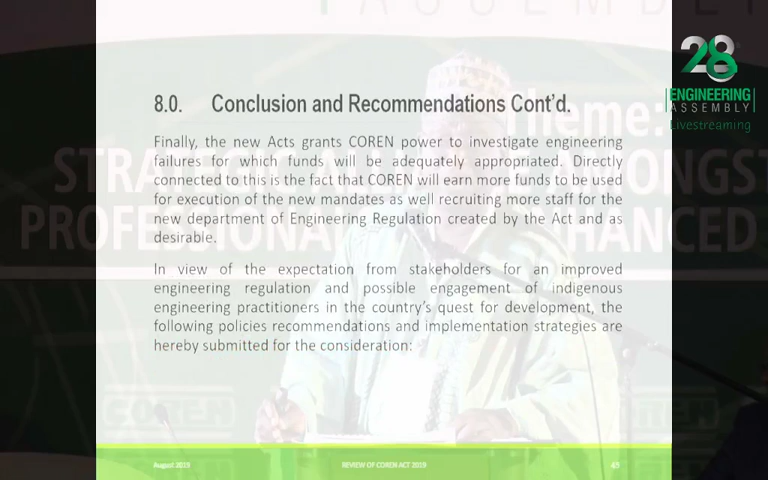 ASSEMBLY
28
ENGINEERING
ASSEMBLY
Livestreaming
8.0. Conclusion and Recommendations Cont'd.
Theme:
Finally, the new Acts grants COREN power to investigate engineering
failures for which funds will be adequately appropriated. Directly
connected to this is the fact that COREN will earn more funds to be used
for execution of the new mandates as well recruiting more staff for the
new department of Engineering Regulation created by the Act and as
desirable.
In view of the expectation from stakeholders for an improved
engineering regulation and possible engagement of indigenous
engineering practitioners in the country's quest for development, the
following policies recommendations and implementation strategies are
hereby submitted for the consideration:
COREN
August 2019
REVIEW OF COREN ACT 2019